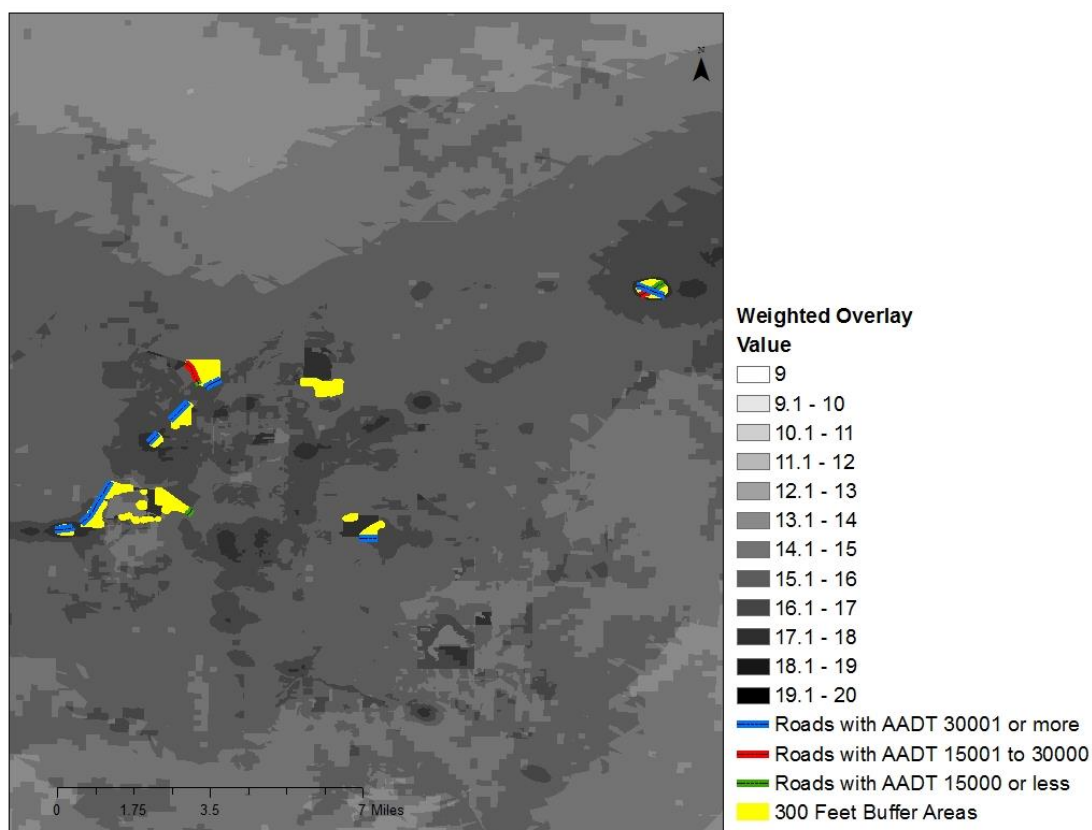 N
Weighted Overlay
Value
9
9.1 - 10
10.1 - 11
11.1 - 12
12.1 - 13
13.1 - 14
14.1 - 15
15.1 - 16
16.1 - 17
17.1 - 18
18.1 - 19
19.1 - 20
Roads with AADT 30001 or more
Roads with AADT 15001 to 30000
Roads with AADT 15000 or less
300 Feet Buffer Areas
0 1.75 3.5 7 Miles